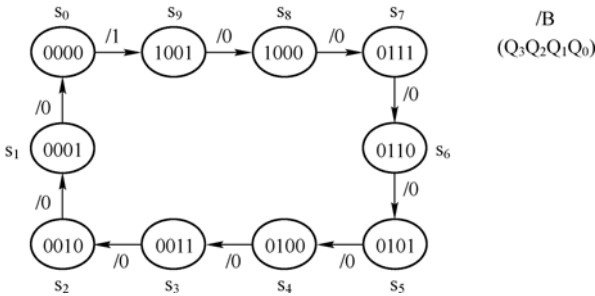 s₀ s₉ s₈ s₇ /B
0000 /1 1001 /0 1000 /0 0111 (Q₃Q₂Q₁Q₀)
/0 /0
s₁ 0001 0110 s₆
/0 /0
0010 /0 0011 /0 0100 /0 0101
s₂ s₃ s₄ s₅